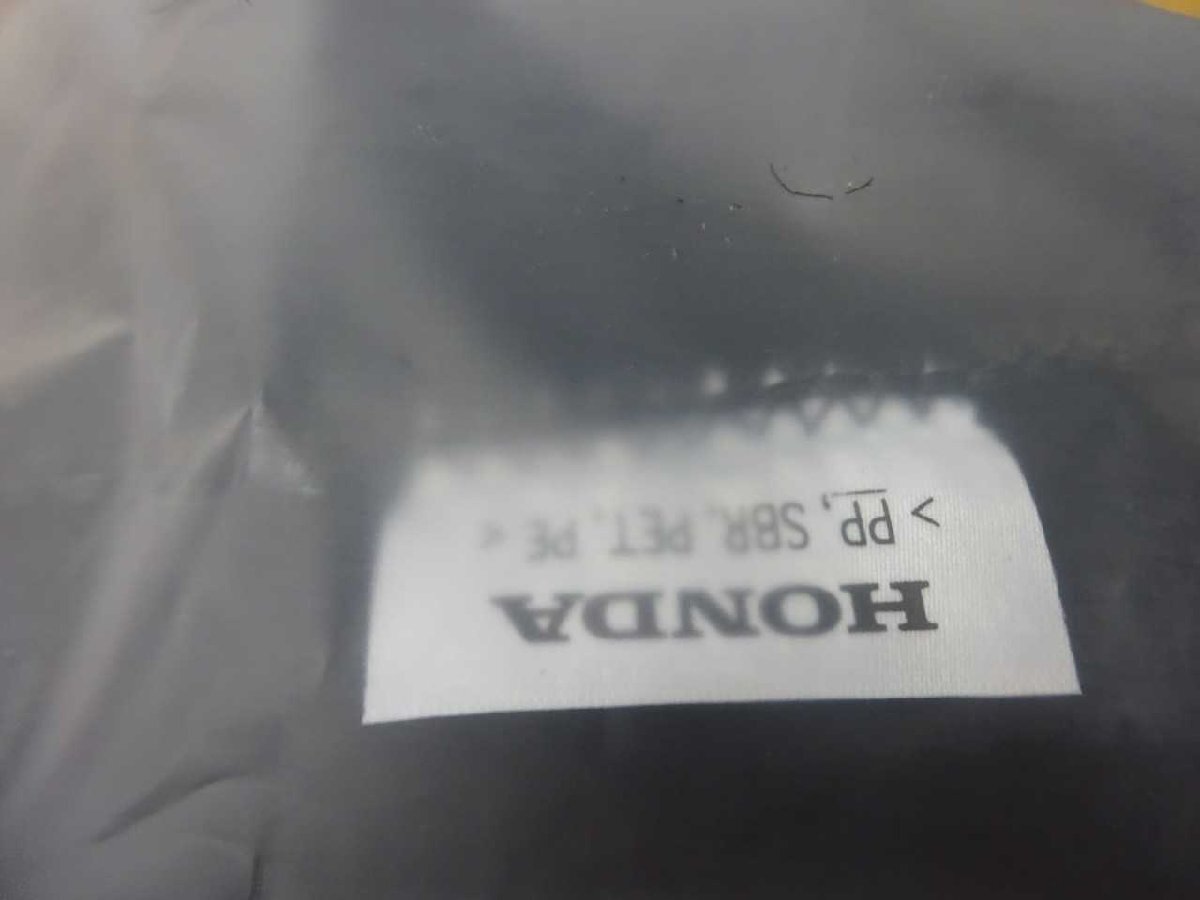 HONDA
>PP, SBR, PET, PE<